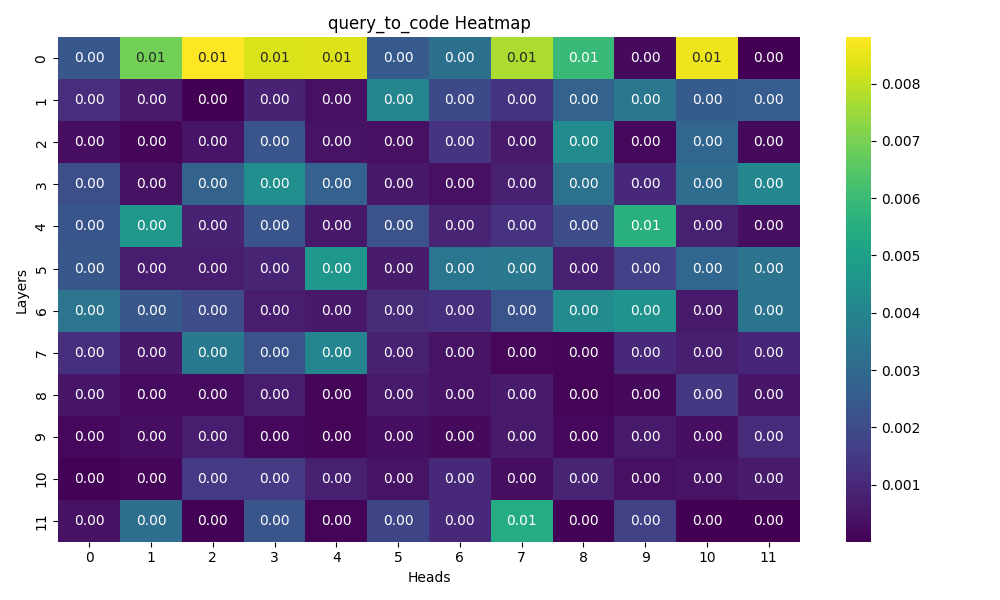 query_to_code Heatmap
0 0.00 0.01 0.01 0.01 0.01 0.00 0.00 0.01 0.01 0.00 0.01 0.00
1 0.00 0.00 0.00 0.00 0.00 0.00 0.00 0.00 0.00 0.00 0.00 0.00
2 0.00 0.00 0.00 0.00 0.00 0.00 0.00 0.00 0.00 0.00 0.00 0.00
3 0.00 0.00 0.00 0.00 0.00 0.00 0.00 0.00 0.00 0.00 0.00 0.00
4 0.00 0.00 0.00 0.00 0.00 0.00 0.00 0.00 0.00 0.01 0.00 0.00
5 0.00 0.00 0.00 0.00 0.00 0.00 0.00 0.00 0.00 0.00 0.00 0.00
6 0.00 0.00 0.00 0.00 0.00 0.00 0.00 0.00 0.00 0.00 0.00 0.00
7 0.00 0.00 0.00 0.00 0.00 0.00 0.00 0.00 0.00 0.00 0.00 0.00
8 0.00 0.00 0.00 0.00 0.00 0.00 0.00 0.00 0.00 0.00 0.00 0.00
9 0.00 0.00 0.00 0.00 0.00 0.00 0.00 0.00 0.00 0.00 0.00 0.00
10 0.00 0.00 0.00 0.00 0.00 0.00 0.00 0.00 0.00 0.00 0.00 0.00
11 0.00 0.00 0.00 0.00 0.00 0.00 0.00 0.01 0.00 0.00 0.00 0.00
0 1 2 3 4 5 6 7 8 9 10 11
Heads
Layers
0.008
0.007
0.006
0.005
0.004
0.003
0.002
0.001